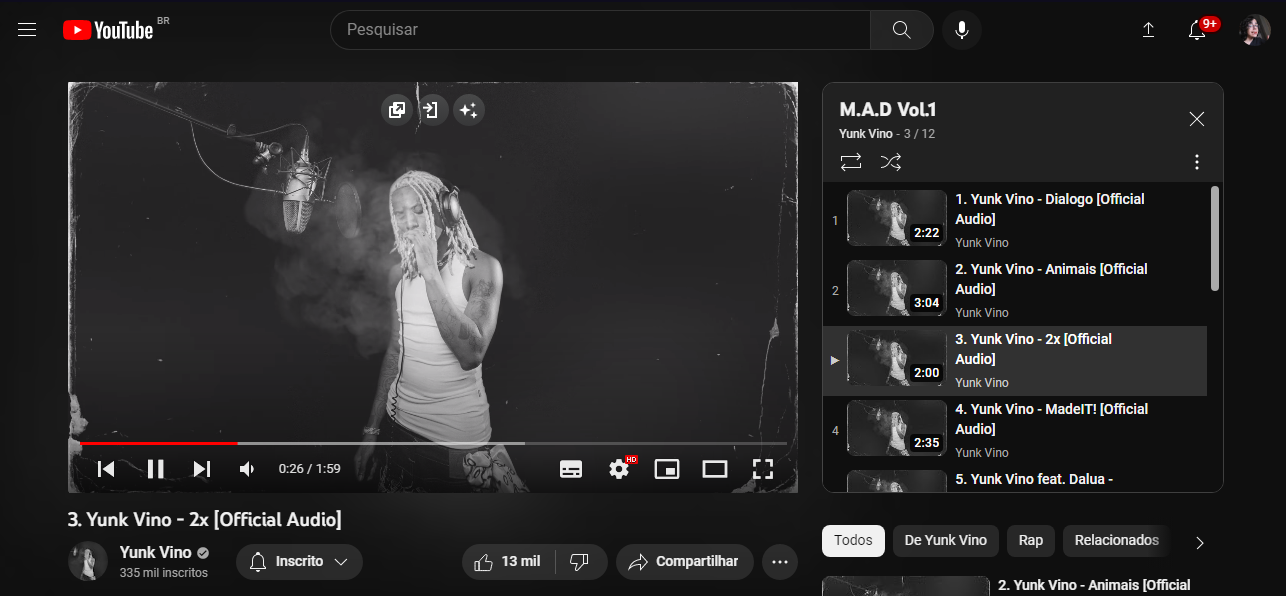 YouTube BR
Pesquisar
9+
M.A.D Vol.1
Yunk Vino - 3 / 12
1
2:22
1. Yunk Vino - Dialogo [Official
Audio]
Yunk Vino
2
3:04
2. Yunk Vino - Animais [Official
Audio]
Yunk Vino
2:00
3. Yunk Vino - 2x [Official
Audio]
Yunk Vino
4
2:35
4. Yunk Vino - MadeIT! [Official
Audio]
Yunk Vino
5. Yunk Vino feat. Dalua -
0:26 / 1:59
HD
3. Yunk Vino - 2x [Official Audio]
Yunk Vino
335 mil inscritos
Inscrito
13 mil
Compartilhar
Todos
De Yunk Vino
Rap
Relacionados
2. Yunk Vino - Animais [Official